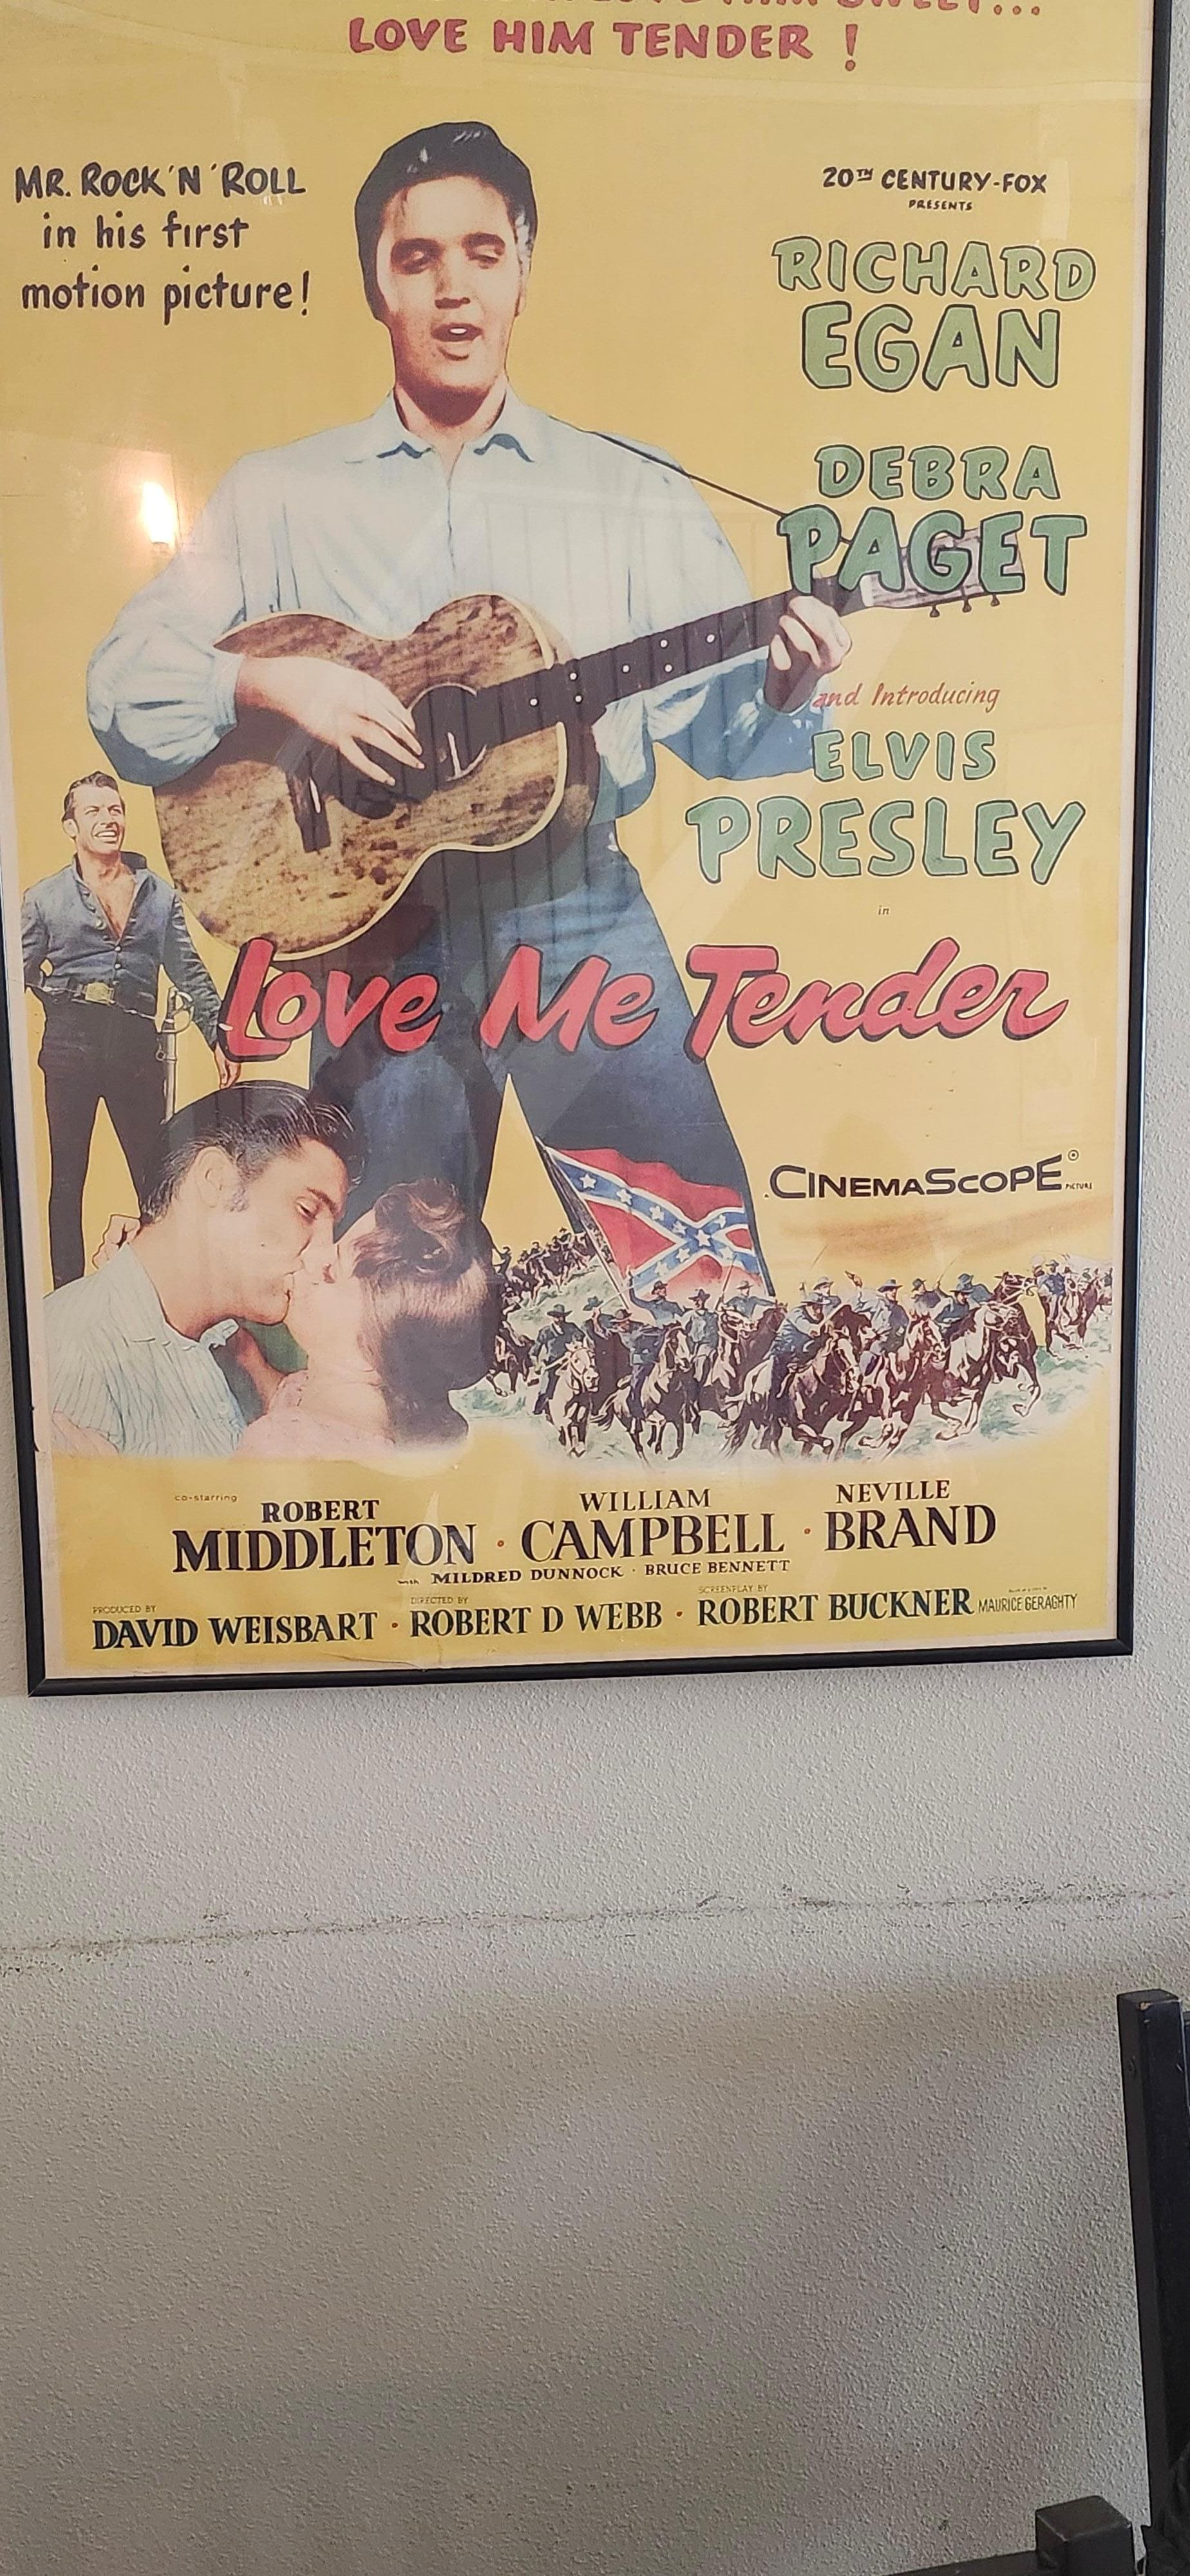 LOVE HIM TENDER !
MR. ROCK 'N' ROLL
in his first
motion picture!
20TH CENTURY-FOX
PRESENTS
RICHARD
EGAN
DEBRA
PAGET
and Introducing
ELVIS
PRESLEY
in
Love Me Tender
CINEMASCOPE
PICTURE
co-starring
ROBERT
MIDDLETON ·
WILLIAM
CAMPBELL ·
NEVILLE
BRAND
with MILDRED DUNNOCK · BRUCE BENNETT
PRODUCED BY
DAVID WEISBART ·
DIRECTED BY
ROBERT D WEBB ·
SCREENPLAY BY
ROBERT BUCKNER
MAURICE GERAGHTY